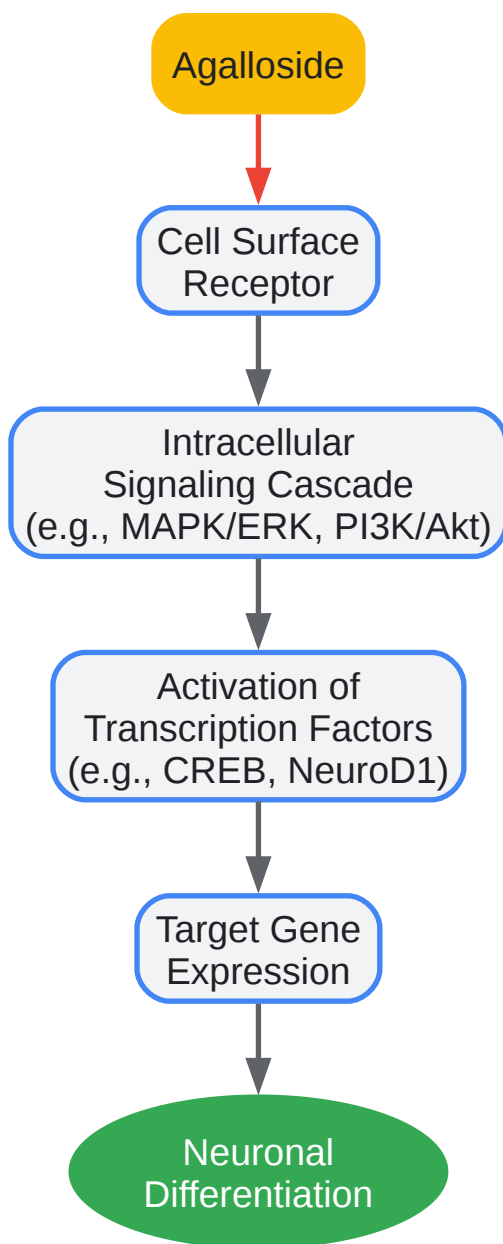 Agalloside
Cell Surface
Receptor
Intracellular
Signaling Cascade
(e.g., MAPK/ERK, PI3K/Akt)
Activation of
Transcription Factors
(e.g., CREB, NeuroD1)
Target Gene
Expression
Neuronal
Differentiation